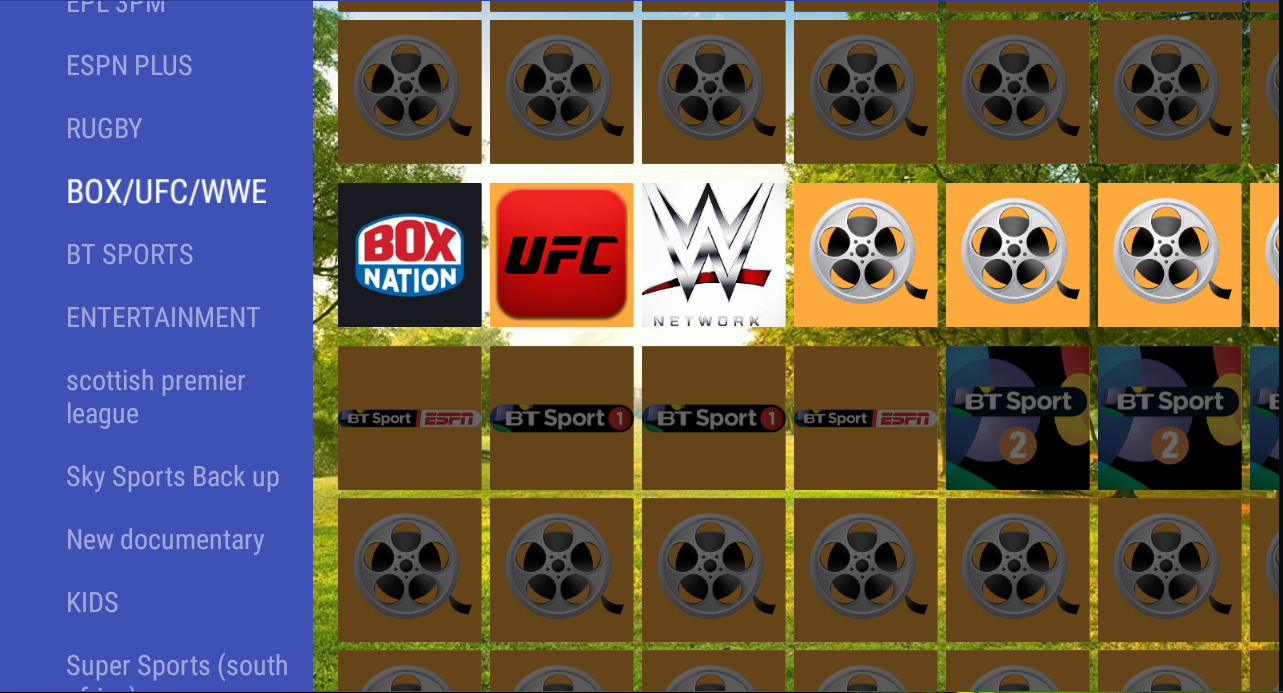 EPL 3PM
ESPN PLUS
RUGBY
BOX/UFC/WWE
BT SPORTS
ENTERTAINMENT
scottish premier
league
Sky Sports Back up
New documentary
KIDS
Super Sports (south
BOX
NATION
UFC
W
NETWORK
BT Sport ESPN
BT Sport 1
BT Sport 1
BT Sport ESPN
BT Sport
2
BT Sport
2